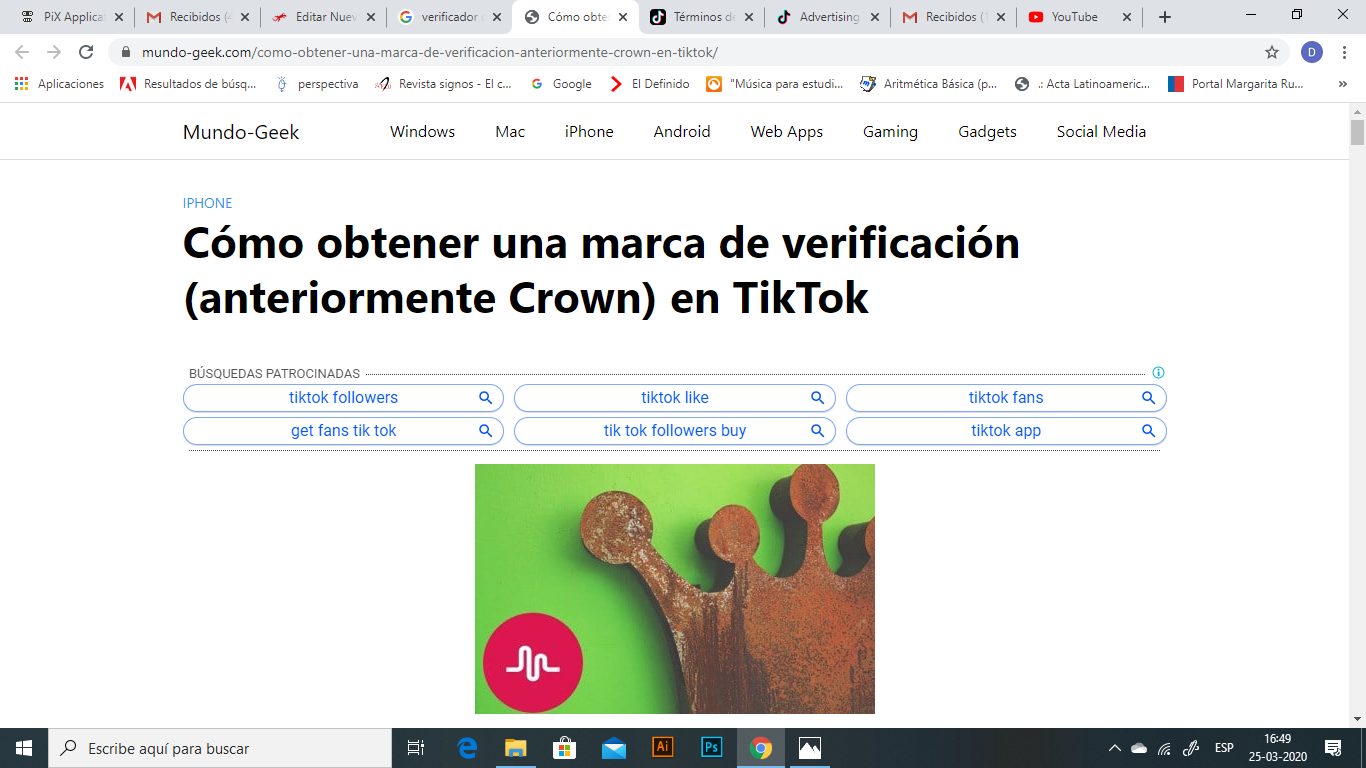 PiX Applicat
Recibidos (4
Editar Nuev
verificador
Cómo obte
Términos de
Advertising
Recibidos (1
YouTube
mundo-geek.com/como-obtener-una-marca-de-verificacion-anteriormente-crown-en-tiktok/
D
Aplicaciones
Resultados de búsq...
perspectiva
Revista signos - El c...
Google
El Definido
"Música para estudi...
Aritmética Básica (p...
.: Acta Latinoameric...
Portal Margarita Ru...
»
Mundo-Geek
Windows
Mac
iPhone
Android
Web Apps
Gaming
Gadgets
Social Media
IPHONE
Cómo obtener una marca de verificación
(anteriormente Crown) en TikTok
BÚSQUEDAS PATROCINADAS
tiktok followers
tiktok like
tiktok fans
get fans tik tok
tik tok followers buy
tiktok app
Escribe aquí para buscar
Ai
Ps
ESP
16:49
25-03-2020